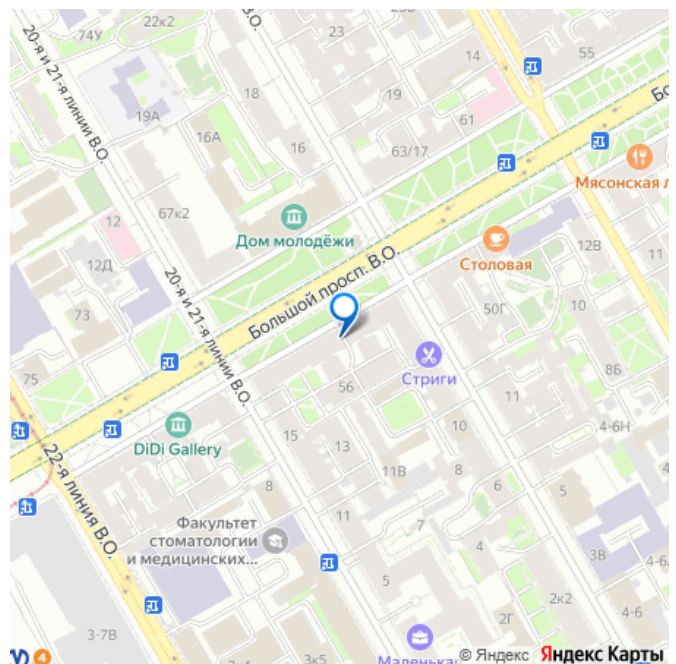 74У
22к2
23
20-я и 21-я линии В.О.
14
55
18
19
19А
61
16А
16
63/17
Мясонская л
67к2
12
Дом молодёжи
12В
11
Столовая
12Д
Большой просп. В.О.
20-я и 21-я линии В.О.
73
50Г
10
75
Стриги
8Б
56
11
DiDi Gallery
15
13
10
4-6Н
22-я линия В.О.
11В
8
8
6
5
11
7
Факультет
стоматологии
и медицинских...
4
3В
4-6
5
2к2
2Г
4-6
3-7В
4
3к5
Маленька
© Яндекс Яндекс Карты